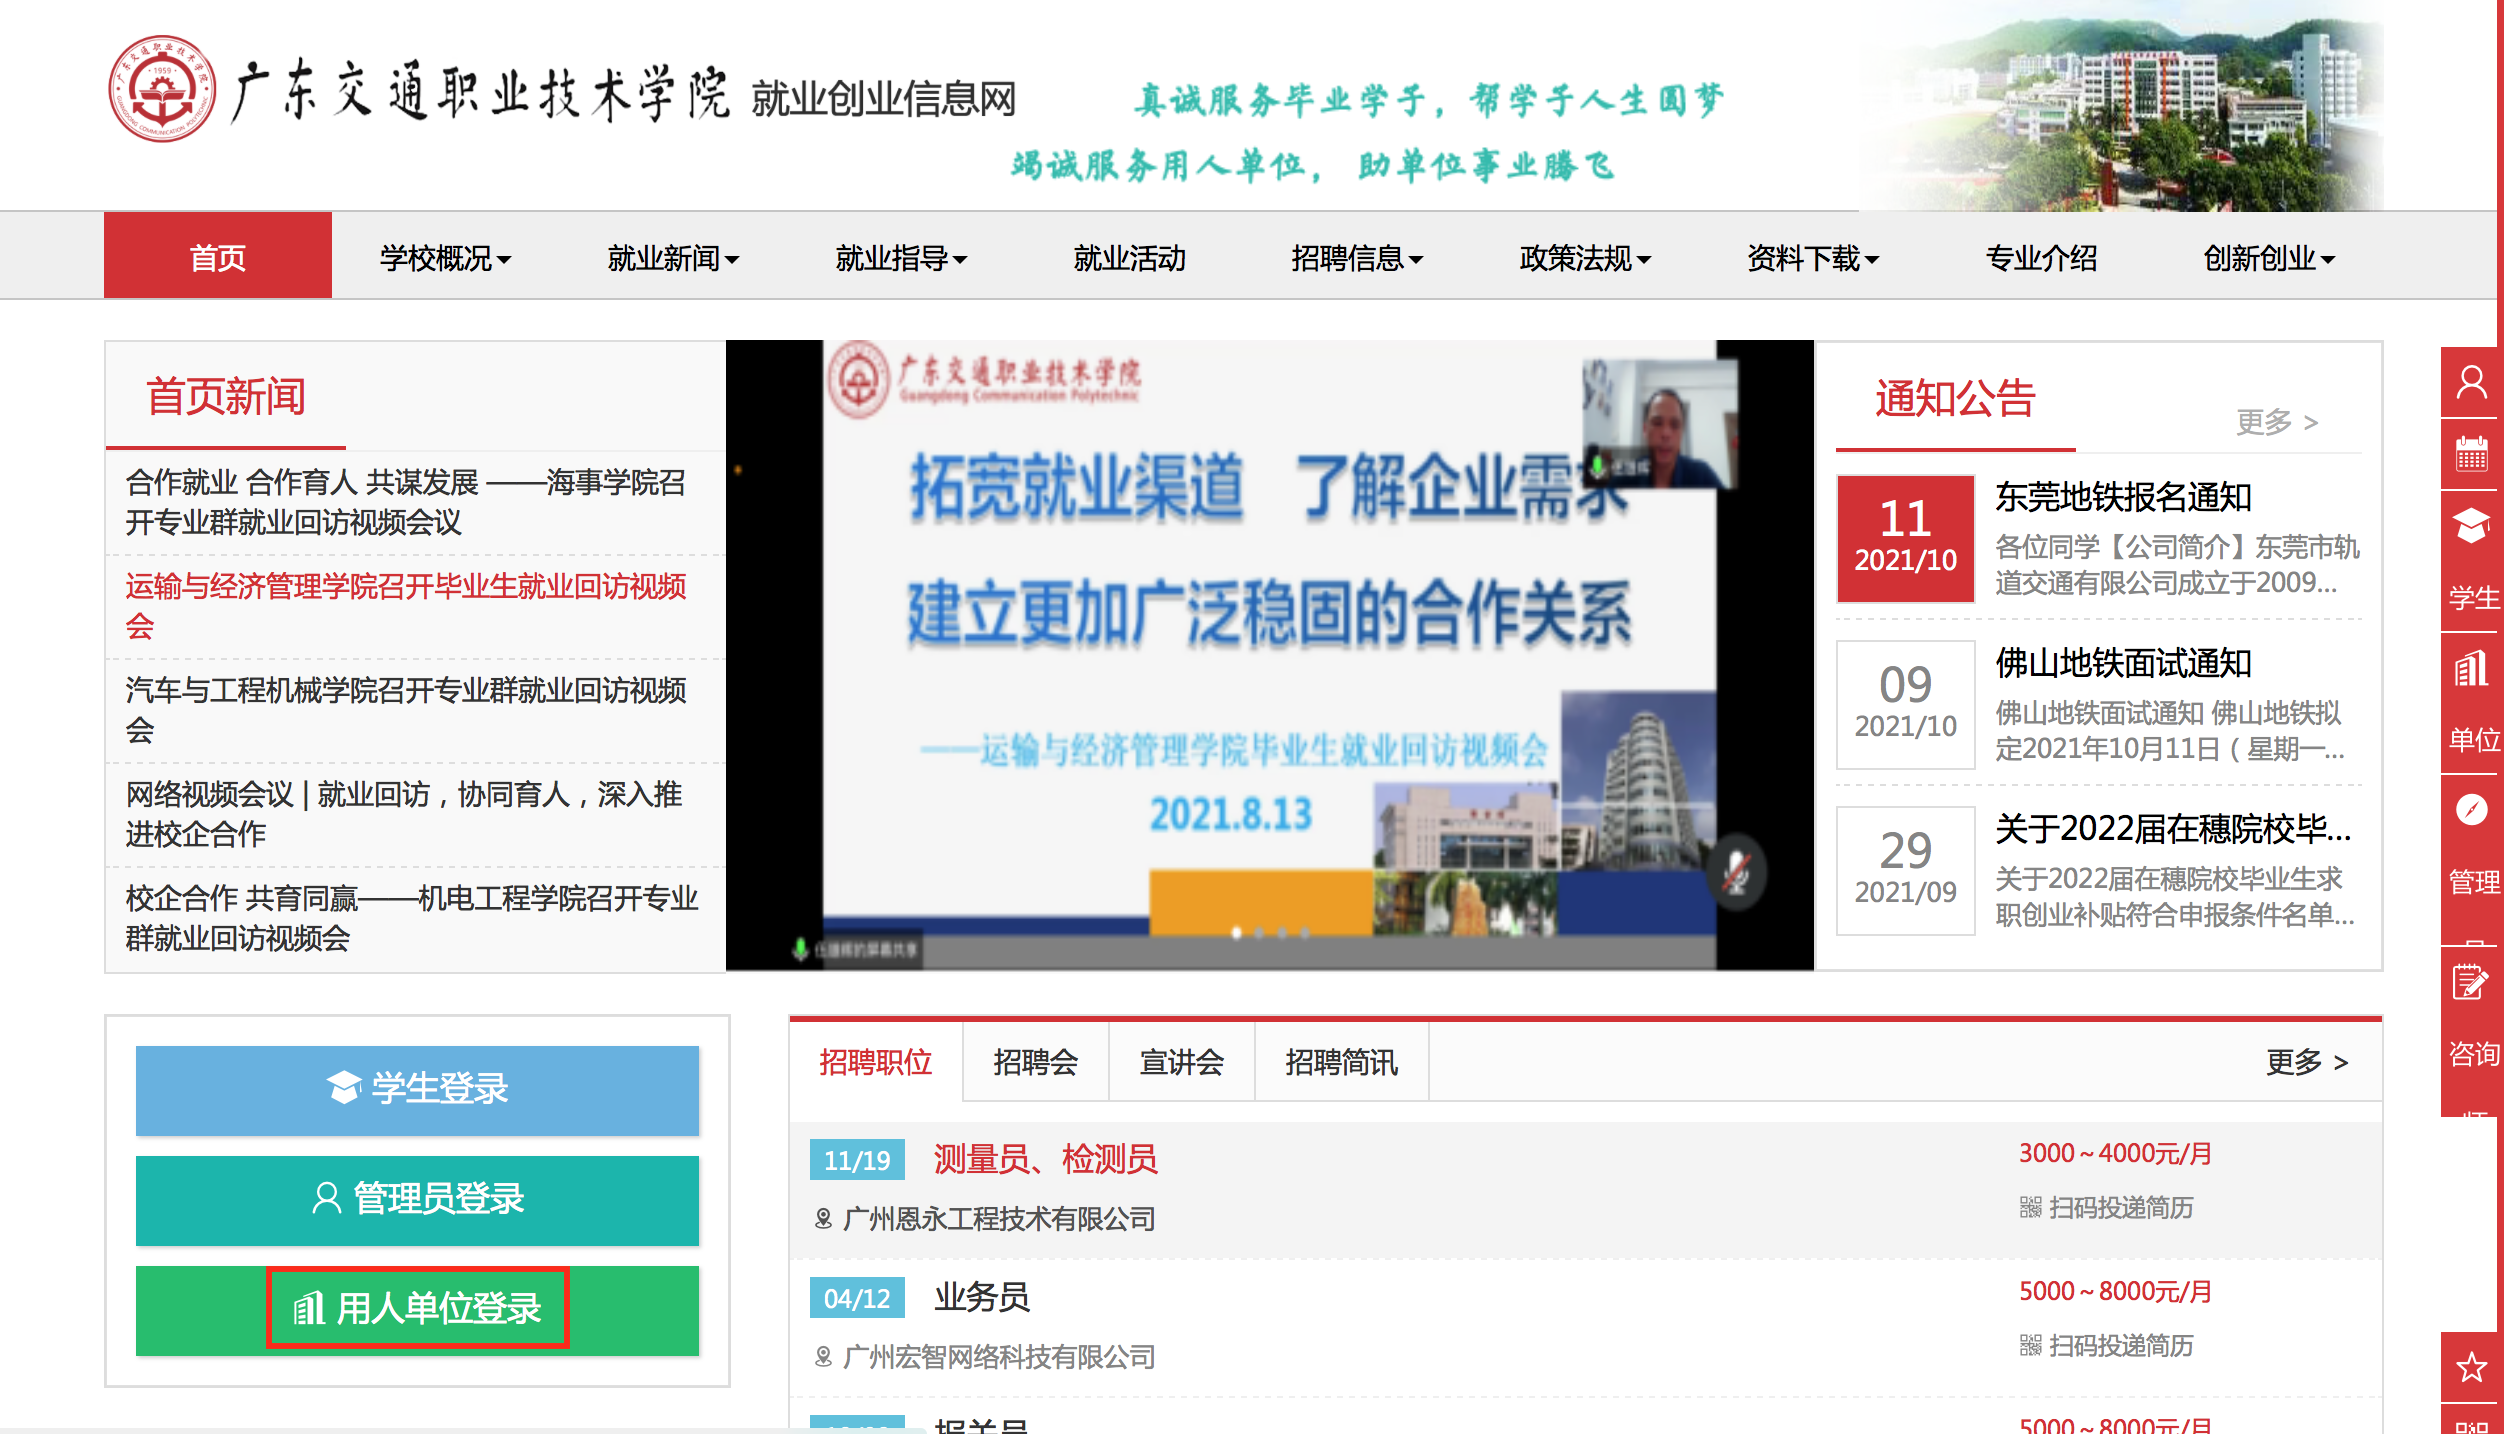 广东交通职业技术学院 就业创业信息网
真诚服务毕业学子，帮学子人生圆梦
竭诚服务用人单位，助单位事业腾飞
首页 学校概况 就业新闻 就业指导 就业活动 招聘信息 政策法规 资料下载 专业介绍 创新创业
首页新闻
合作就业 合作育人 共谋发展 ——海事学院召
开专业群就业回访视频会议
运输与经济管理学院召开毕业生就业回访视频
会
汽车与工程机械学院召开专业群就业回访视频
会
网络视频会议 | 就业回访，协同育人，深入推
进校企合作
校企合作 共育同赢——机电工程学院召开专业
群就业回访视频会
广东交通职业技术学院
Guangdong Communication Polytechnic
拓宽就业渠道 了解企业需求
建立更加广泛稳固的合作关系
——运输与经济管理学院毕业生就业回访视频会
2021.8.13
通知公告
更多 >
11
2021/10
东莞地铁报名通知
各位同学【公司简介】东莞市轨
道交通有限公司成立于2009...
09
2021/10
佛山地铁面试通知
佛山地铁面试通知 佛山地铁拟
定2021年10月11日（星期一...
29
2021/09
关于2022届在穗院校毕...
关于2022届在穗院校毕业生求
职创业补贴符合申报条件名单...
学生
单位
管理
咨询
学生登录
管理员登录
用人单位登录
招聘职位 招聘会 宣讲会 招聘简讯 更多 >
11/19 测量员、检测员 3000～4000元/月
广州恩永工程技术有限公司 扫码投递简历
04/12 业务员 5000～8000元/月
广州宏智网络科技有限公司 扫码投递简历
报关员 5000～8000元/月